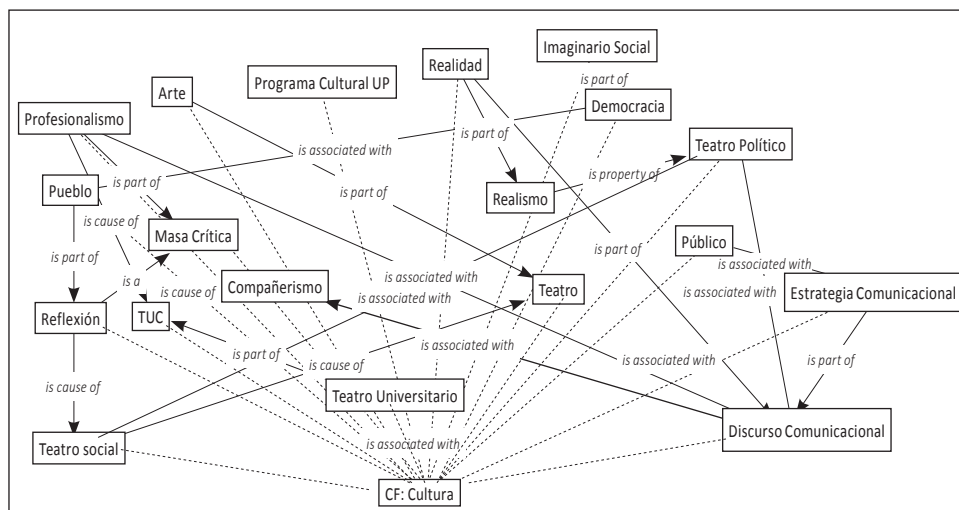 Imaginario Social
Realidad
Programa Cultural UP
is part of
Arte
Democracia
Profesionalismo
is part of
Teatro Político
is associated with
is part of
is part of
is property of
Pueblo
Realismo
is cause of
Masa Crítica
Público
is part of
is part of
is associated with
is a
is associated with
Compañerismo
Teatro
Estrategia Comunicacional
is cause of
is associated with
is associated with
Reflexión
TUC
is associated with
is part of
is associated with
is part of
is cause of
Teatro Universitario
Discurso Comunicacional
Teatro social
is associated with
CF: Cultura